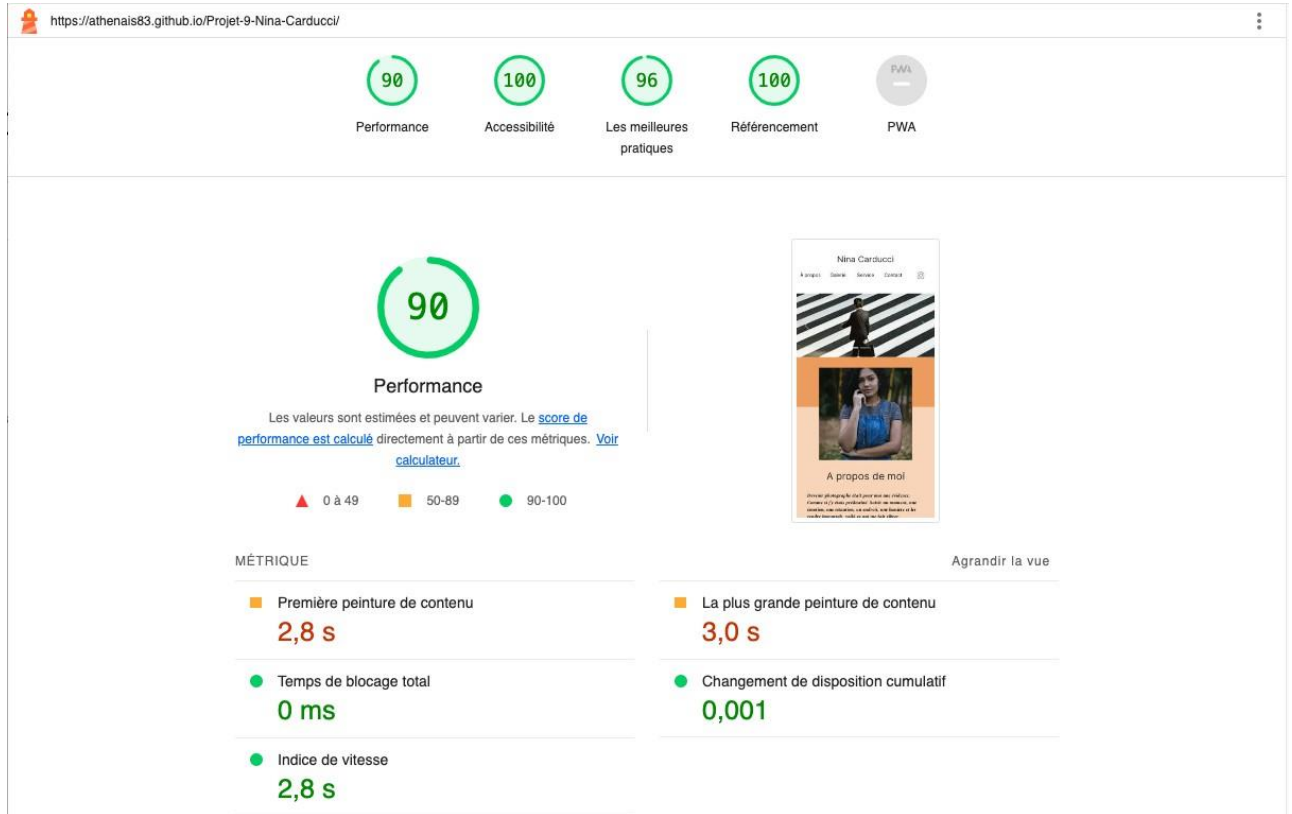 https://athenais83.github.io/Projet-9-Nina-Carducci/
90
100
96
100
PWA
Performance
Accessibilité
Les meilleures
pratiques
Référencement
PWA
90
Performance
Les valeurs sont estimées et peuvent varier. Le score de
performance est calculé directement à partir de ces métriques. Voir
calculateur.
0 à 49
50-89
90-100
Nina Carducci
A propos
Galerie
Services
Contact
A propos de moi
MÉTRIQUE
Agrandir la vue
Première peinture de contenu
2,8 s
La plus grande peinture de contenu
3,0 s
Temps de blocage total
0 ms
Changement de disposition cumulatif
0,001
Indice de vitesse
2,8 s